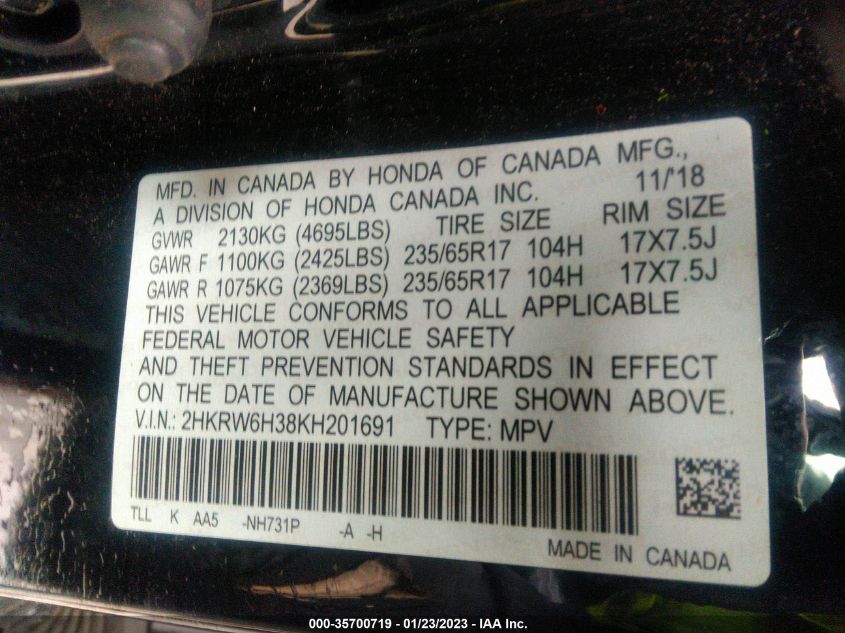 MFD. IN CANADA BY HONDA OF CANADA MFG.,
A DIVISION OF HONDA CANADA INC. 11/'18
GVWR 2130KG (4695LBS) TIRE SIZE RIM SIZE
GAWR F 1100KG (2425LBS) 235/65R17 104H 17X7.5J
GAWR R 1075KG (2369LBS) 235/65R17 104H 17X7.5J
THIS VEHICLE CONFORMS TO ALL APPLICABLE
FEDERAL MOTOR VEHICLE SAFETY
AND THEFT PREVENTION STANDARDS IN EFFECT
ON THE DATE OF MANUFACTURE SHOWN ABOVE.
V.I.N.: 2HKRW6H38KH201691 TYPE: MPV
TLL K AA5 -NH731P -A -H
MADE IN CANADA
000-35700719 - 01/23/2023 - IAA Inc.